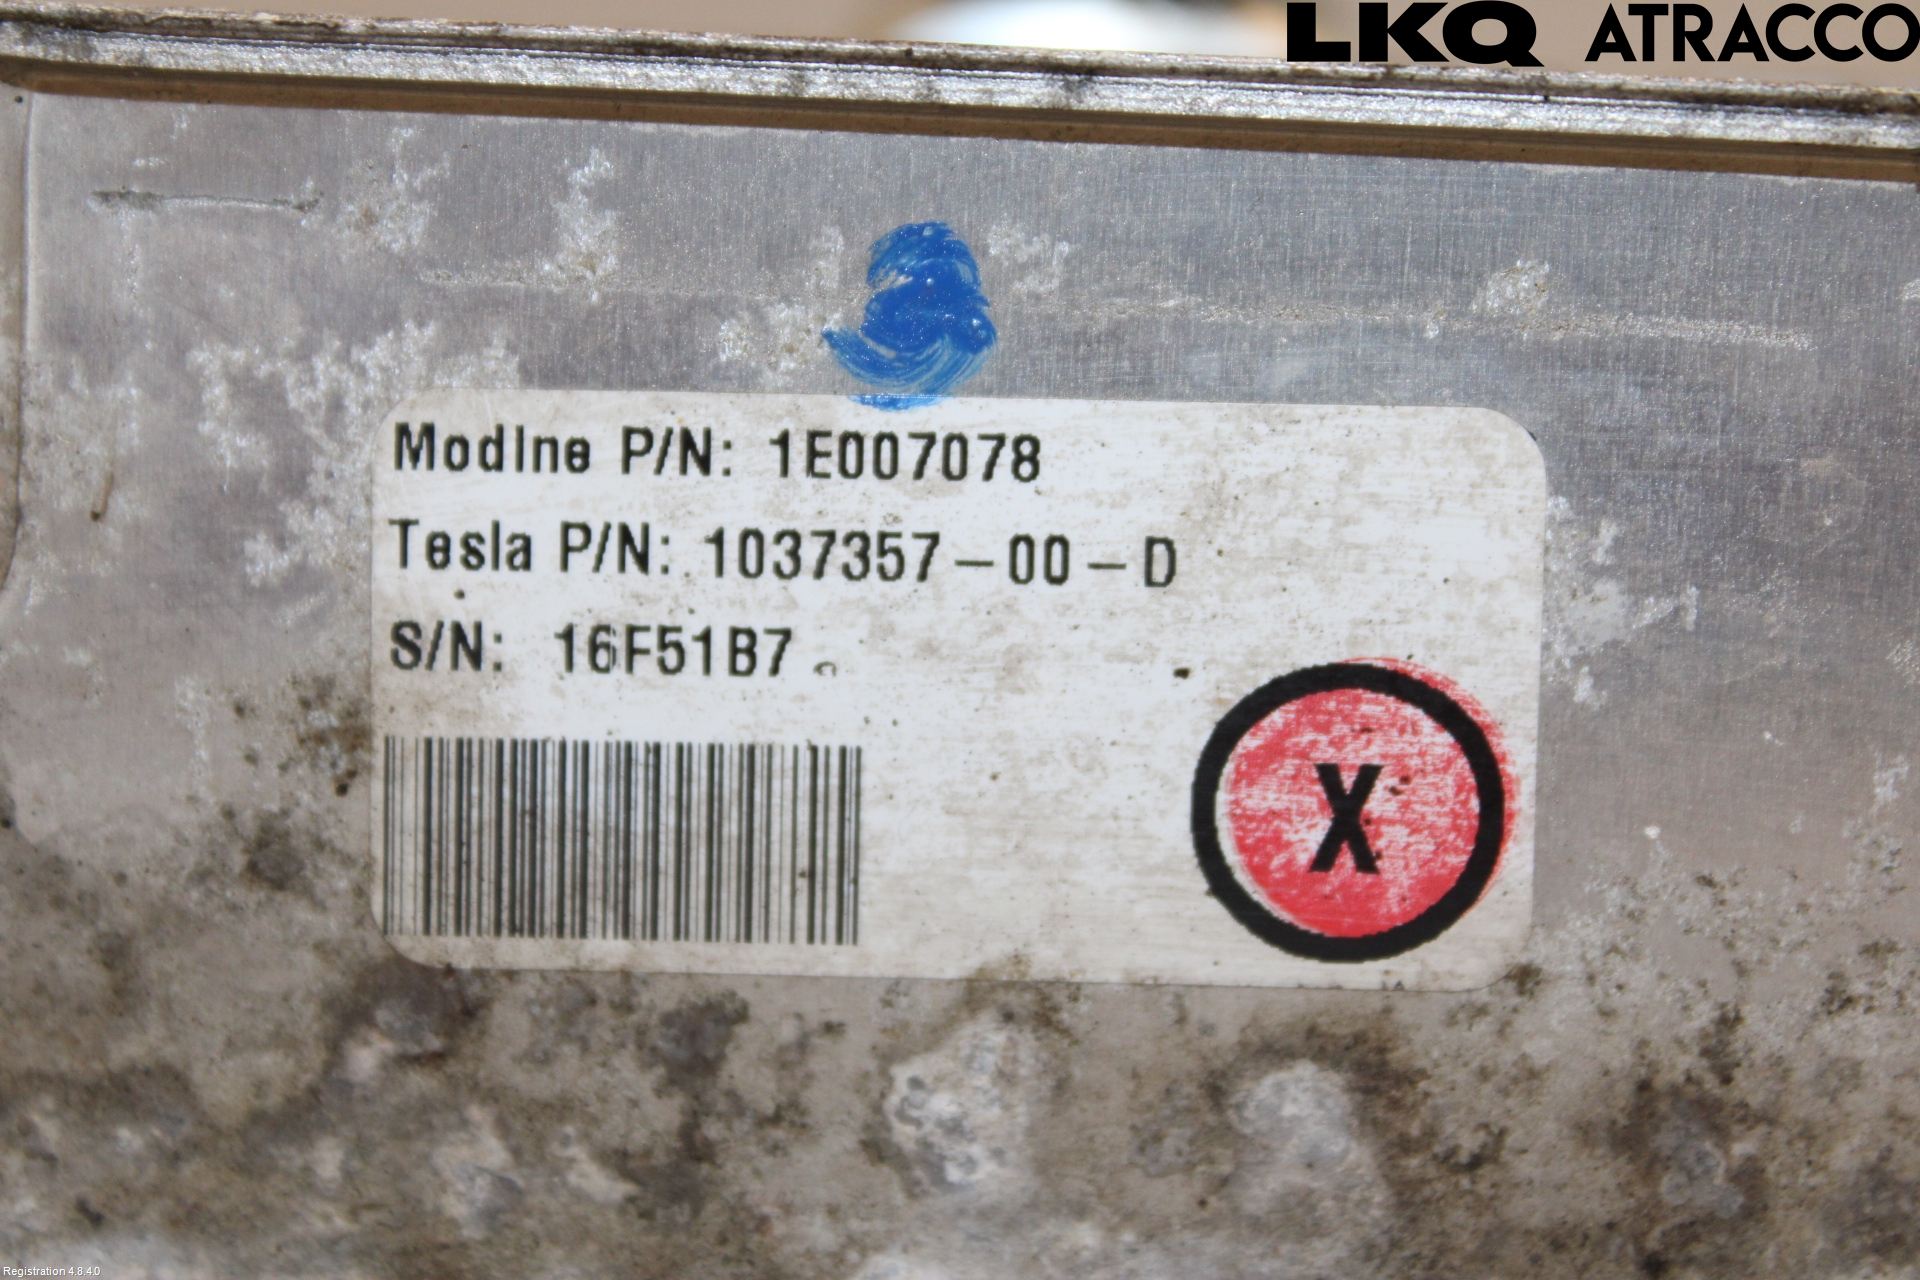 LKQ ATRACCO
Modine P/N: 1E007078
Tesla P/N: 1037357-00-D
S/N: 16F51B7
X
Registration 4.8.4.0